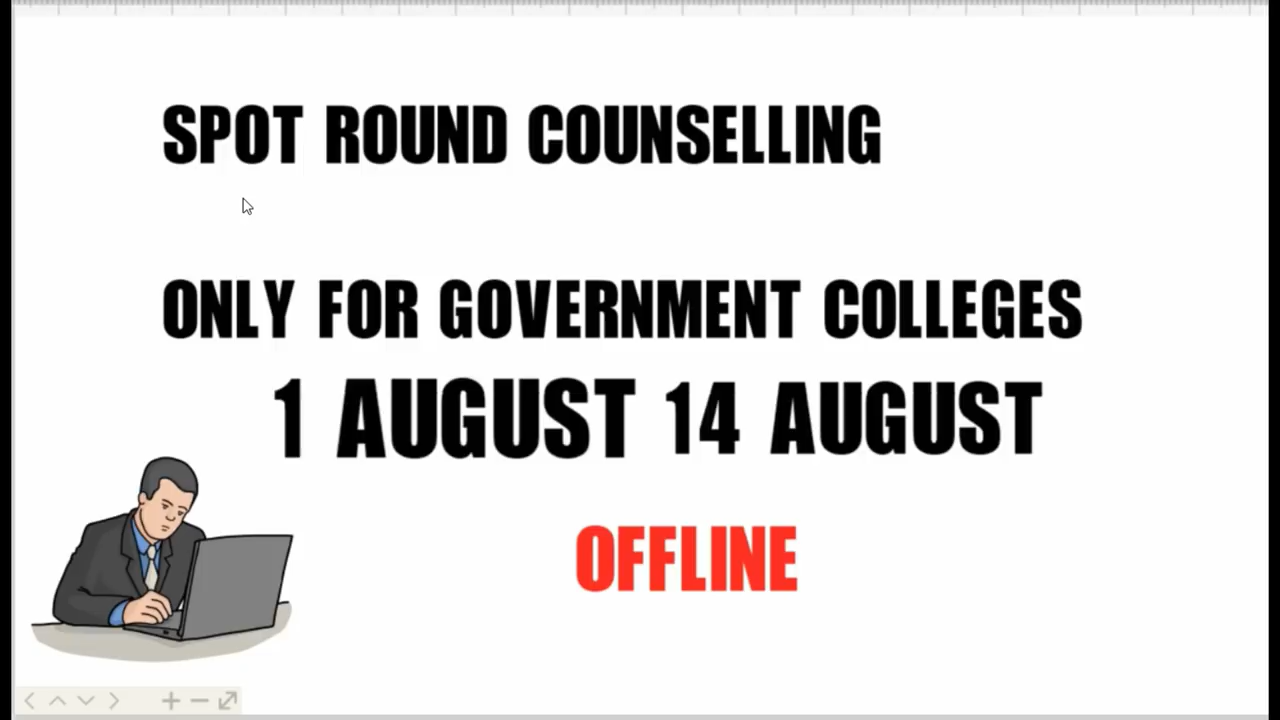 SPOT ROUND COUNSELLING
ONLY FOR GOVERNMENT COLLEGES
1 AUGUST 14 AUGUST
OFFLINE